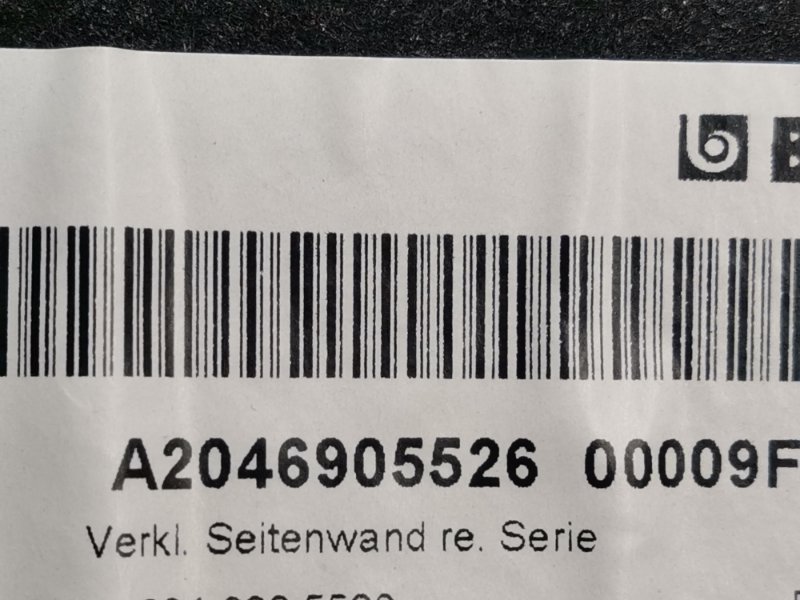 b
A2046905526 00009F
Verkl. Seitenwand re. Serie